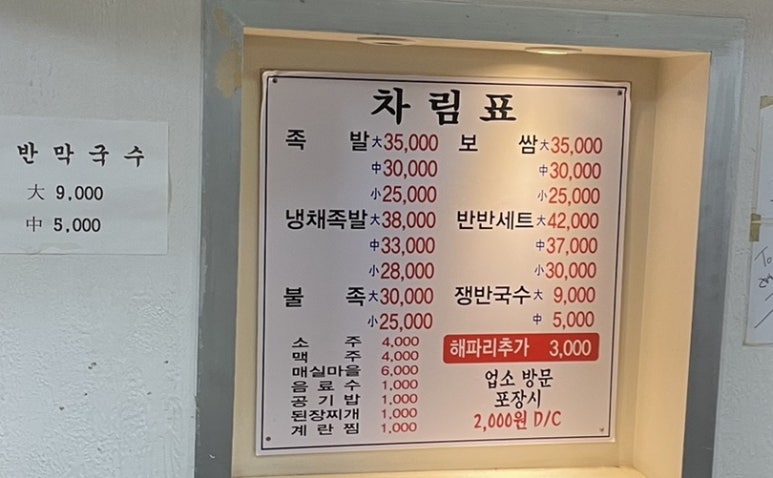 반 막 국 수
大 9,000
中 5,000
차 림 표
족 발 大 35,000
中 30,000
小 25,000
냉채족발 大 38,000
中 33,000
小 28,000
불 족 大 30,000
小 25,000
소 주 4,000
맥 주 4,000
매실마을 6,000
음 료 수 1,000
공 기 밥 1,000
된장찌개 1,000
계 란 찜 1,000
보 쌈 大 35,000
中 30,000
小 25,000
반반세트 大 42,000
中 37,000
小 30,000
쟁반국수 大 9,000
中 5,000
해파리추가 3,000
업소 방문
포장시
2,000원 D/C